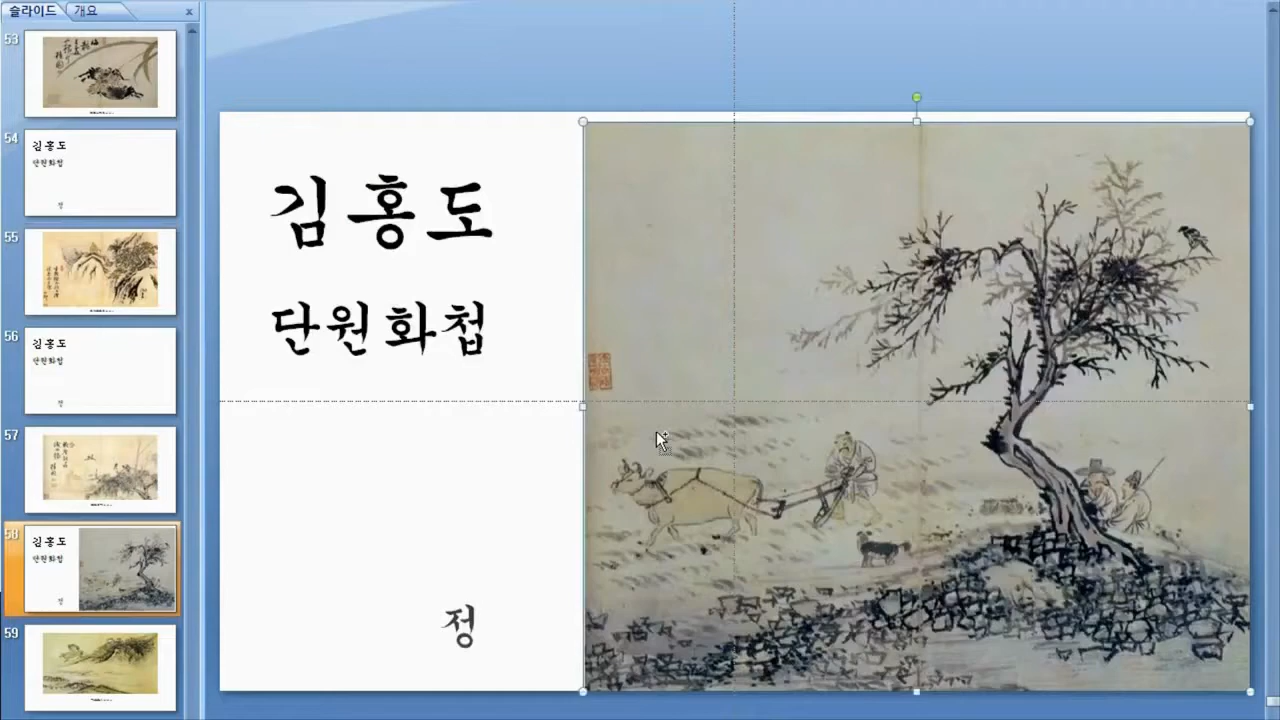 슬라이드 개요 x
53
54
김홍도
단원화첩
정
55
56
김홍도
단원화첩
정
57
58
김홍도
단원화첩
정
59
김홍도
단원화첩
정